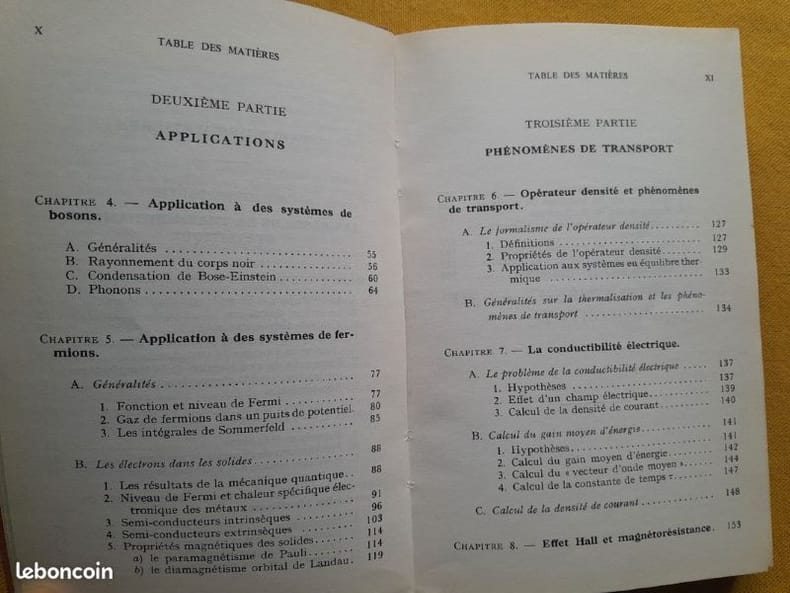 X
TABLE DES MATIÈRES
DEUXIÈME PARTIE
APPLICATIONS
CHAPITRE 4. — Application à des systèmes de
bosons.
A. Généralités ........ 55
B. Rayonnement du corps noir ........ 56
C. Condensation de Bose-Einstein ........ 60
D. Phonons ........ 64
CHAPITRE 5. — Application à des systèmes de fer-
mions.
A. Généralités ........ 77
1. Fonction et niveau de Fermi ........ 77
2. Gaz de fermions dans un puits de potentiel. 80
3. Les intégrales de Sommerfeld ........ 85
B. Les électrons dans les solides ........ 88
1. Les résultats de la mécanique quantique .. 88
2. Niveau de Fermi et chaleur spécifique élec-
tronique des métaux ........ 91
3. Semi-conducteurs intrinsèques ........ 96
4. Semi-conducteurs extrinsèques ........ 103
5. Propriétés magnétiques des solides ........ 114
a) le paramagnétisme de Pauli ........ 114
b) le diamagnétisme orbital de Landau. 119
TABLE DES MATIÈRES
XI
TROISIÈME PARTIE
PHÉNOMÈNES DE TRANSPORT
CHAPITRE 6. — Opérateur densité et phénomènes
de transport.
A. Le formalisme de l'opérateur densité ........ 127
1. Définitions ........ 127
2. Propriétés de l'opérateur densité ........ 129
3. Application aux systèmes en équilibre ther-
mique ........ 133
B. Généralités sur la thermalisation et les phéno-
mènes de transport ........ 134
CHAPITRE 7. — La conductibilité électrique.
A. Le problème de la conductibilité électrique ..... 137
1. Hypothèses ........ 137
2. Effet d'un champ électrique ........ 139
3. Calcul de la densité de courant ........ 140
B. Calcul du gain moyen d'énergie ........ 141
1. Hypothèses ........ 141
2. Calcul du gain moyen d'énergie ........ 142
3. Calcul du « vecteur d'onde moyen » ........ 144
4. Calcul de la constante de temps τ ........ 147
C. Calcul de la densité de courant ........ 148
CHAPITRE 8. — Effet Hall et magnétorésistance. 153
leboncoin